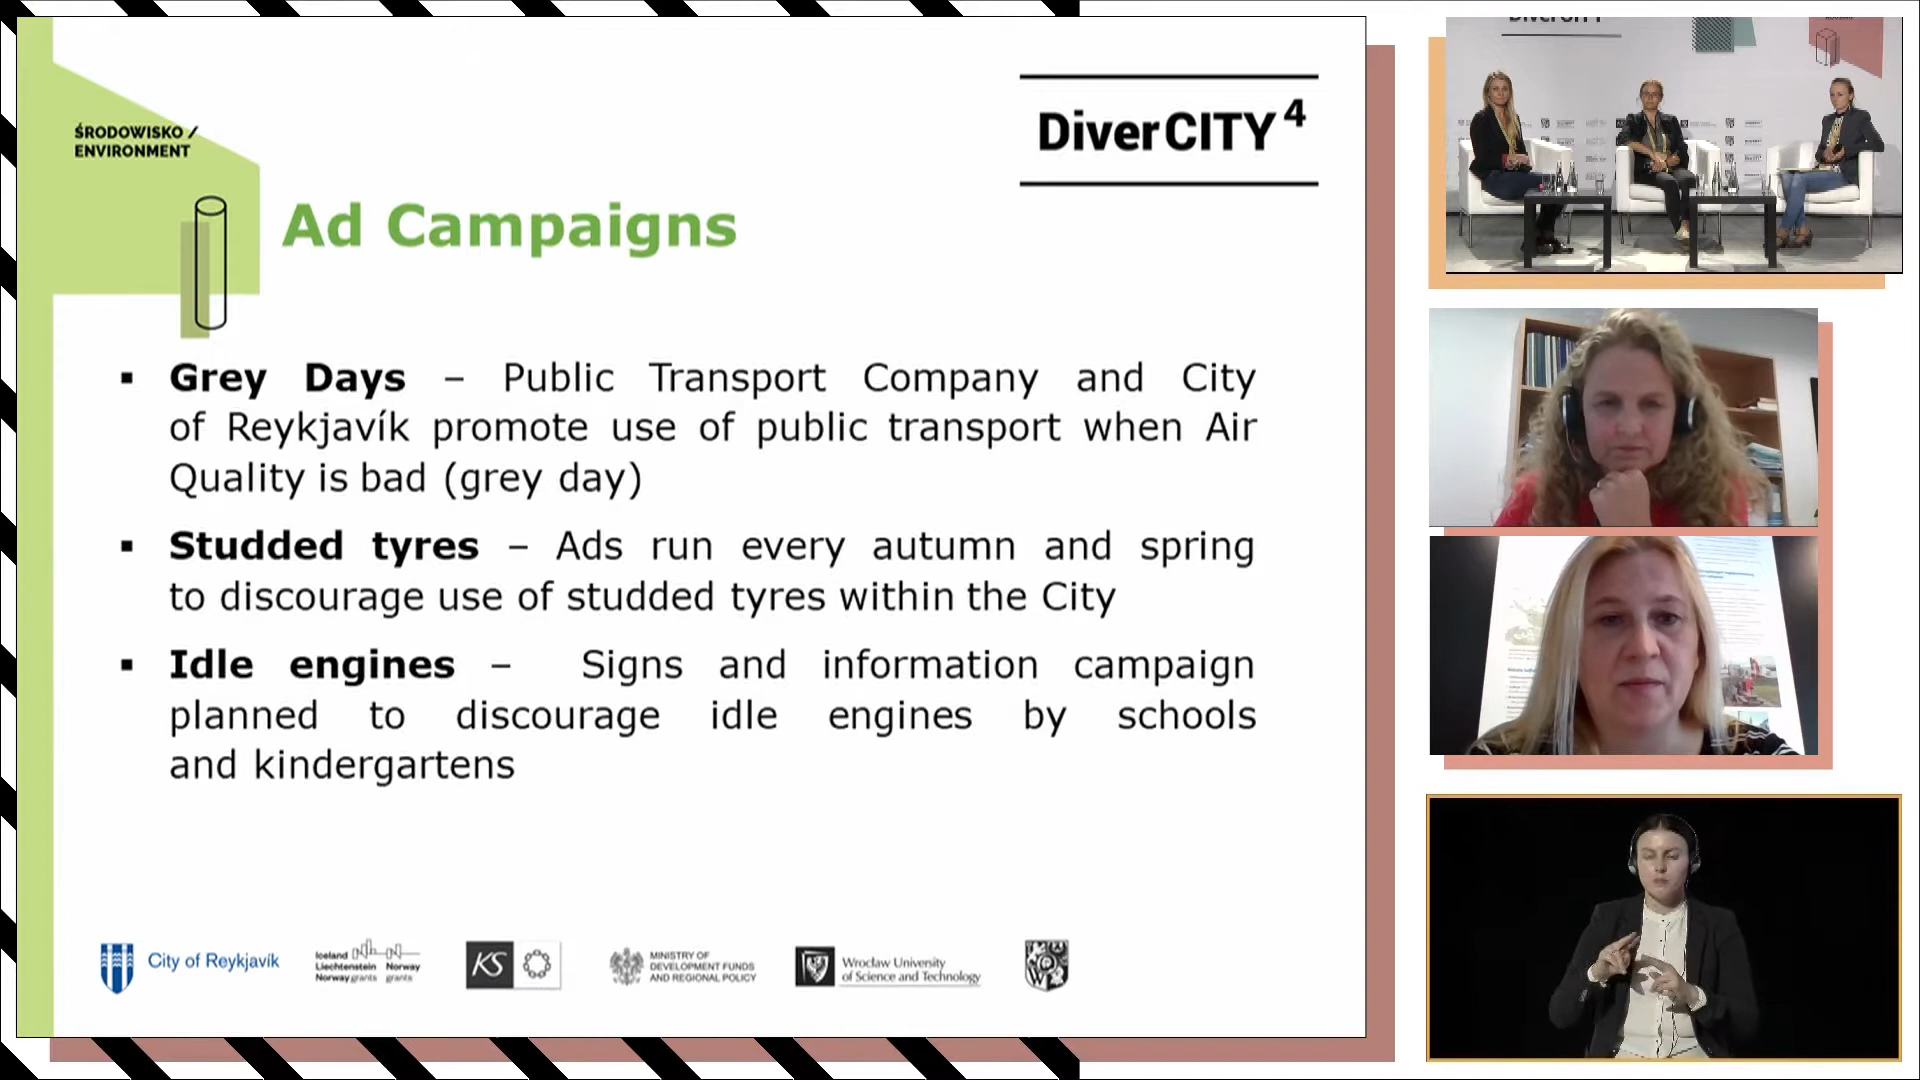 ŚRODOWISKO /
ENVIRONMENT
DiverCITY⁴
Ad Campaigns
▪ Grey Days – Public Transport Company and City
of Reykjavík promote use of public transport when Air
Quality is bad (grey day)
▪ Studded tyres – Ads run every autumn and spring
to discourage use of studded tyres within the City
▪ Idle engines – Signs and information campaign
planned to discourage idle engines by schools
and kindergartens
City of Reykjavík
Iceland
Liechtenstein Norway
Norway grants grants
KS
MINISTRY OF
DEVELOPMENT FUNDS
AND REGIONAL POLICY
Wrocław University
of Science and Technology